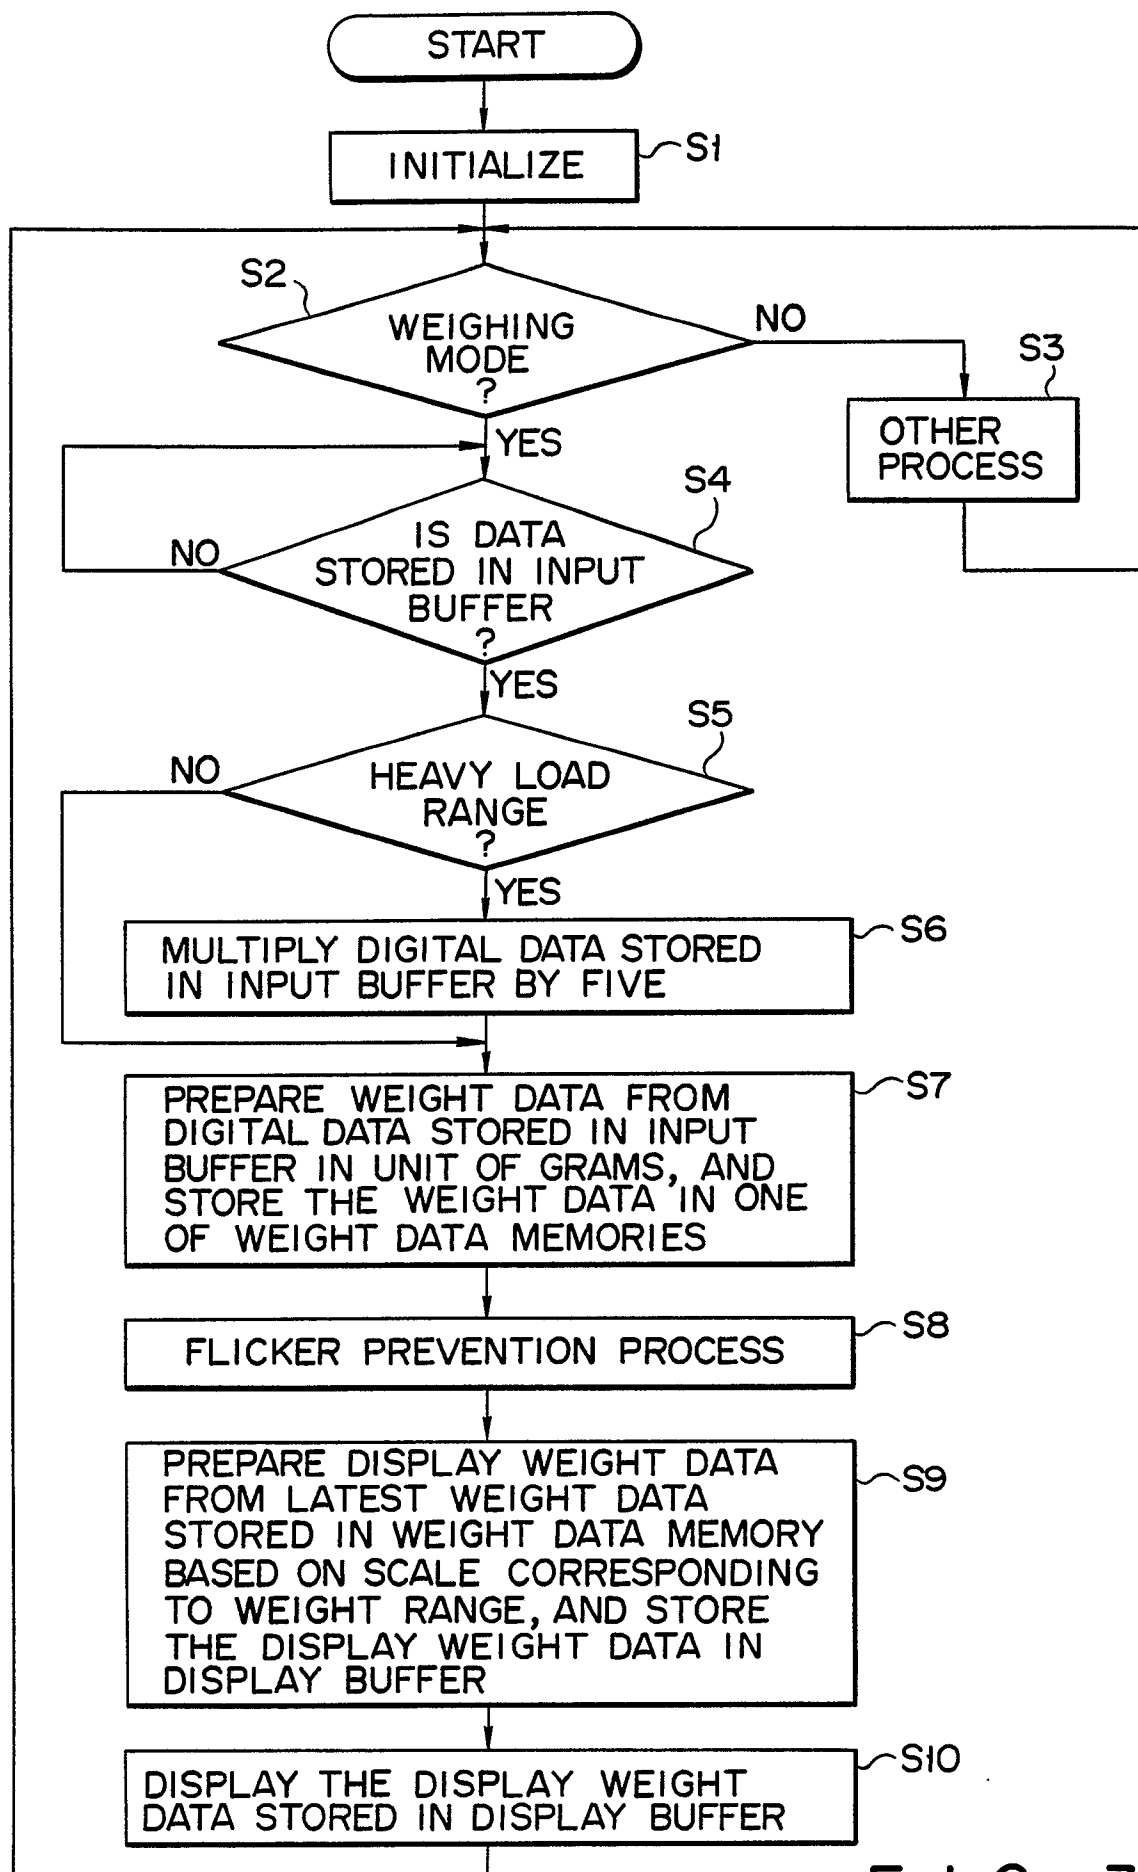 START
INITIALIZE
S1
S2
WEIGHING
MODE
?
NO
S3
OTHER
PROCESS
YES
S4
NO
IS DATA
STORED IN INPUT
BUFFER
?
YES
S5
NO
HEAVY LOAD
RANGE
?
YES
S6
MULTIPLY DIGITAL DATA STORED
IN INPUT BUFFER BY FIVE
S7
PREPARE WEIGHT DATA FROM
DIGITAL DATA STORED IN INPUT
BUFFER IN UNIT OF GRAMS, AND
STORE THE WEIGHT DATA IN ONE
OF WEIGHT DATA MEMORIES
S8
FLICKER PREVENTION PROCESS
S9
PREPARE DISPLAY WEIGHT DATA
FROM LATEST WEIGHT DATA
STORED IN WEIGHT DATA MEMORY
BASED ON SCALE CORRESPONDING
TO WEIGHT RANGE, AND STORE
THE DISPLAY WEIGHT DATA IN
DISPLAY BUFFER
S10
DISPLAY THE DISPLAY WEIGHT
DATA STORED IN DISPLAY BUFFER